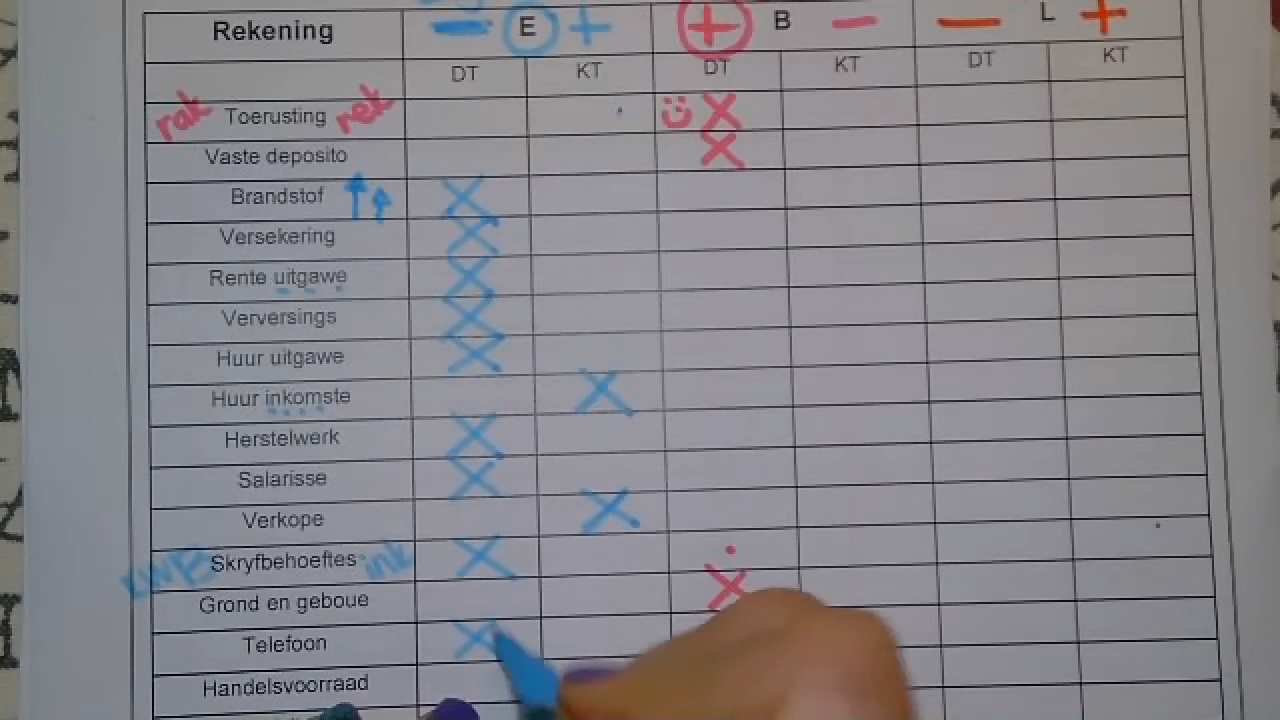 Rekening − E + + B − − L +
DT KT DT KT DT KT
rak Toerusting rek X
Vaste deposito X
Brandstof X
Versekering X
Rente uitgawe X
Verversings X
Huur uitgawe X
Huur inkomste X
Herstelwerk X
Salarisse X
Verkope X
Skryfbehoeftes ink X
Grond en geboue X
Telefoon X
Handelsvoorraad